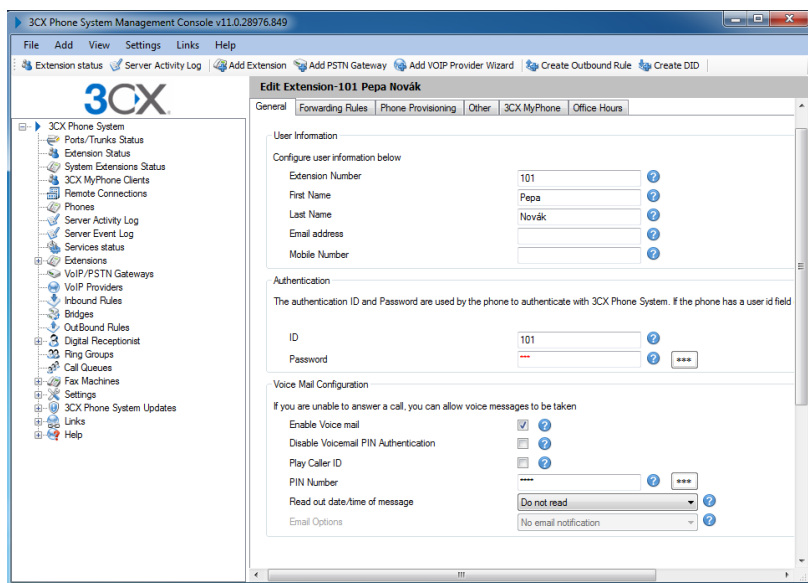 3CX Phone System Management Console v11.0.28976.849
File Add View Settings Links Help
Extension status Server Activity Log Add Extension Add PSTN Gateway Add VOIP Provider Wizard Create Outbound Rule Create DID
3CX
3CX Phone System
Ports/Trunks Status
Extension Status
System Extensions Status
3CX MyPhone Clients
Remote Connections
Phones
Server Activity Log
Server Event Log
Services status
Extensions
VoIP/PSTN Gateways
VoIP Providers
Inbound Rules
Bridges
OutBound Rules
Digital Receptionist
Ring Groups
Call Queues
Fax Machines
Settings
3CX Phone System Updates
Links
Help
Edit Extension-101 Pepa Novák
General Forwarding Rules Phone Provisioning Other 3CX MyPhone Office Hours
User Information
Configure user information below
Extension Number 101
First Name Pepa
Last Name Novák
Email address
Mobile Number
Authentication
The authentication ID and Password are used by the phone to authenticate with 3CX Phone System. If the phone has a user id field
ID 101
Password *** ***
Voice Mail Configuration
If you are unable to answer a call, you can allow voice messages to be taken
Enable Voice mail
Disable Voicemail PIN Authentication
Play Caller ID
PIN Number **** ***
Read out date/time of message Do not read
Email Options No email notification